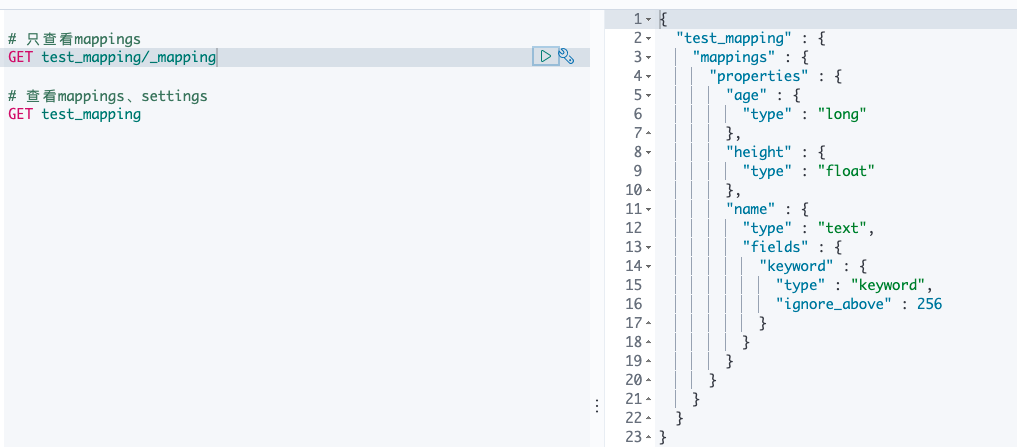 # 只查看mappings
GET test_mapping/_mapping
# 查看mappings、settings
GET test_mapping
1 {
2 "test_mapping" : {
3 "mappings" : {
4 "properties" : {
5 "age" : {
6 "type" : "long"
7 },
8 "height" : {
9 "type" : "float"
10 },
11 "name" : {
12 "type" : "text",
13 "fields" : {
14 "keyword" : {
15 "type" : "keyword",
16 "ignore_above" : 256
17 }
18 }
19 }
20 }
21 }
22 }
23 }